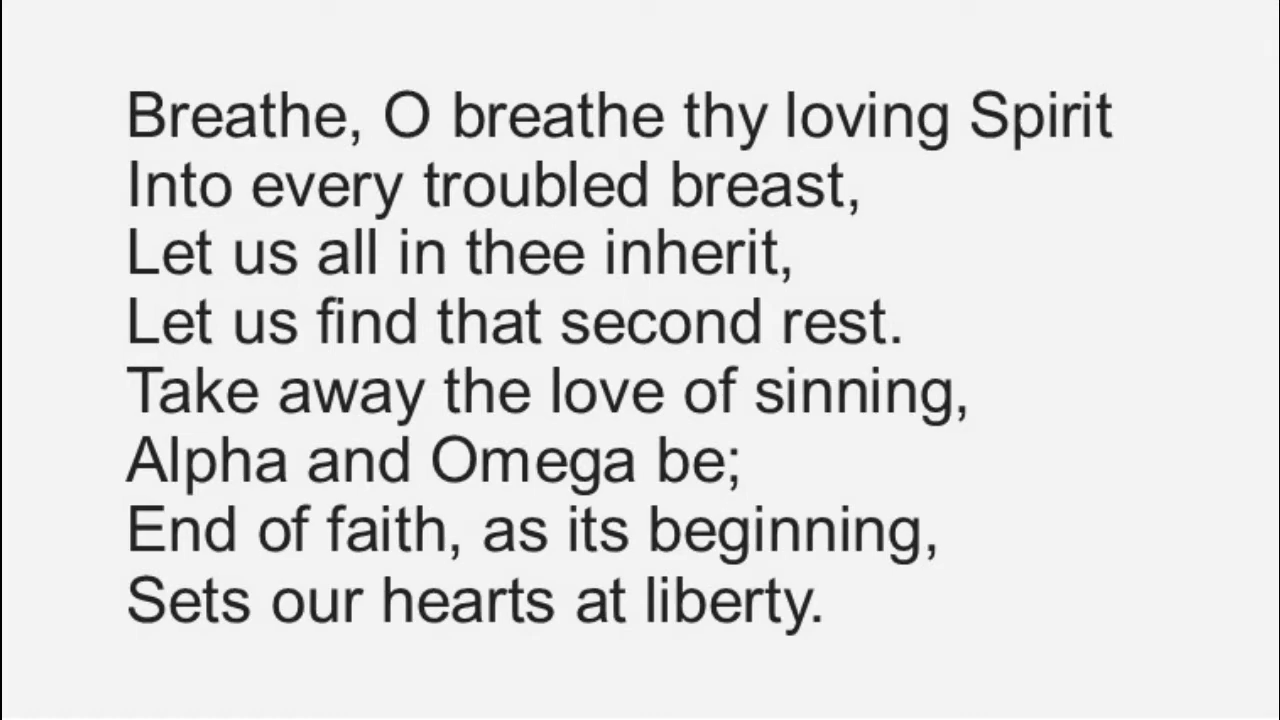 Breathe, O breathe thy loving Spirit
Into every troubled breast,
Let us all in thee inherit,
Let us find that second rest.
Take away the love of sinning,
Alpha and Omega be;
End of faith, as its beginning,
Sets our hearts at liberty.